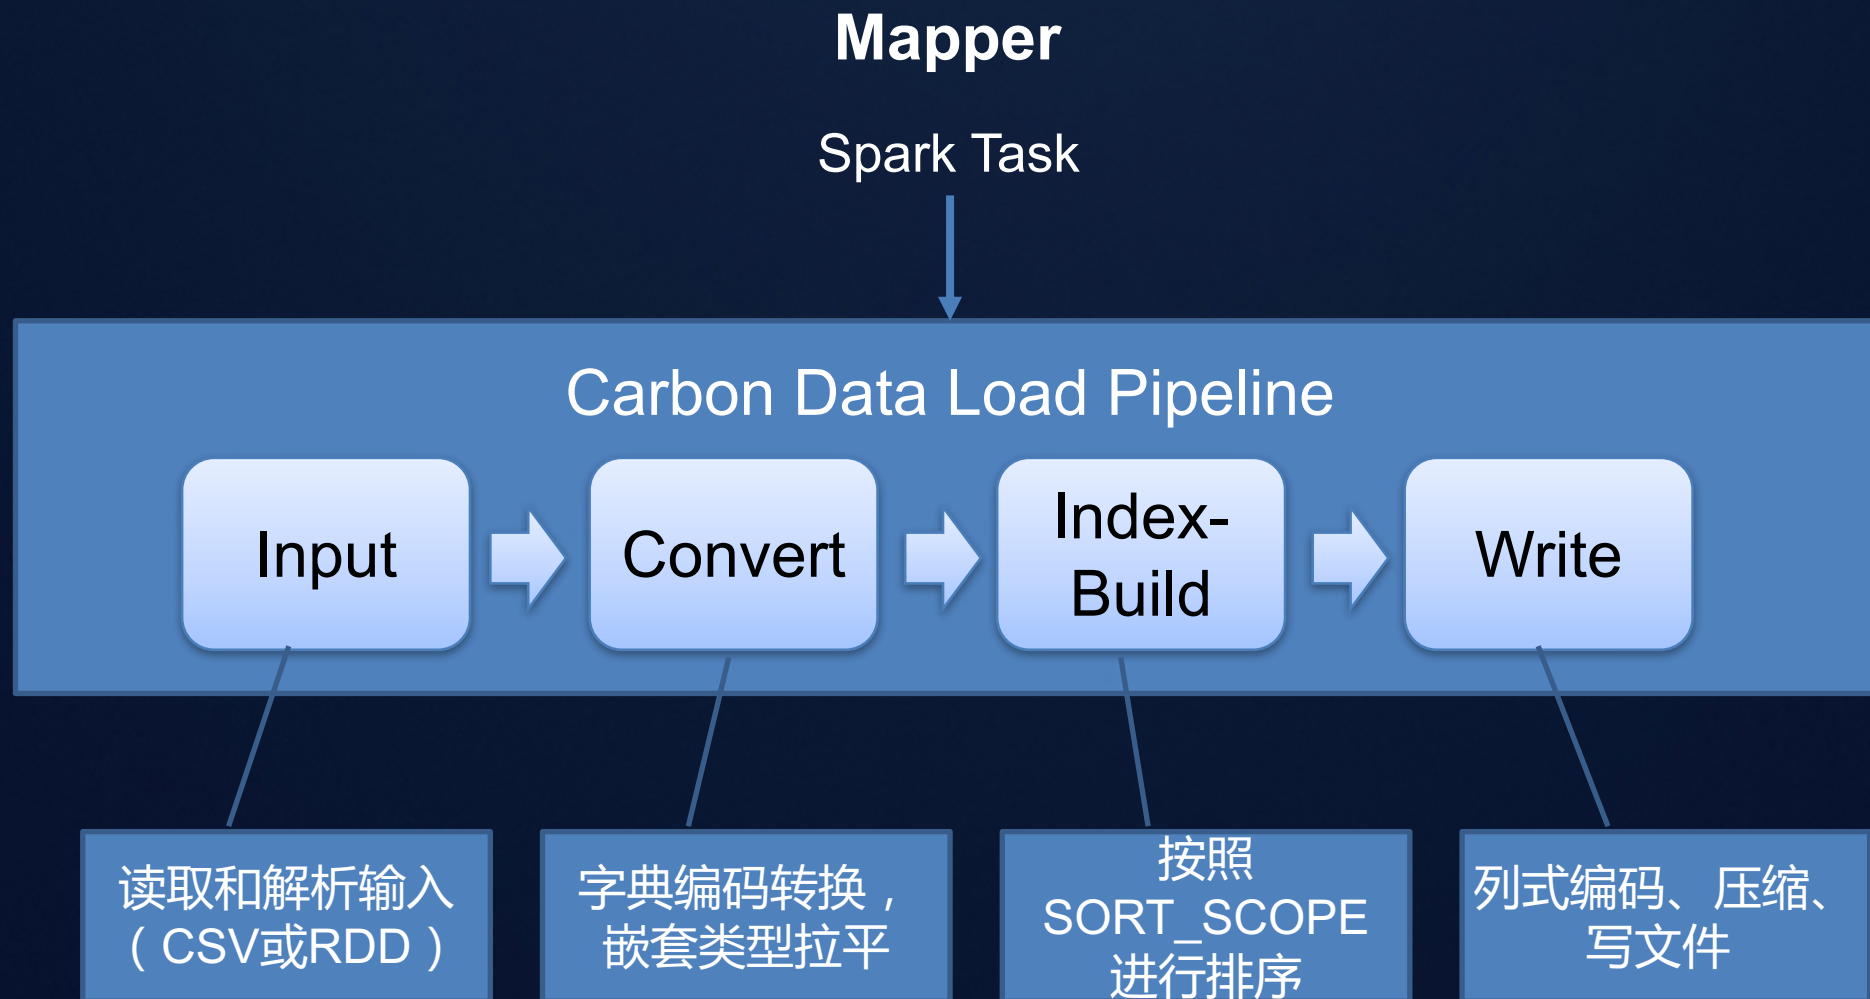 Mapper
Spark Task
Carbon Data Load Pipeline
Input
Convert
Index-
Build
Write
读取和解析输入
（CSV或RDD）
字典编码转换，
嵌套类型拉平
按照
SORT_SCOPE
进行排序
列式编码、压缩、
写文件